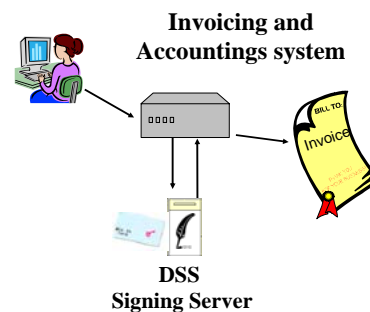 Invoicing and
Accountings system
BILL TO:
Invoice
DSS
Signing Server